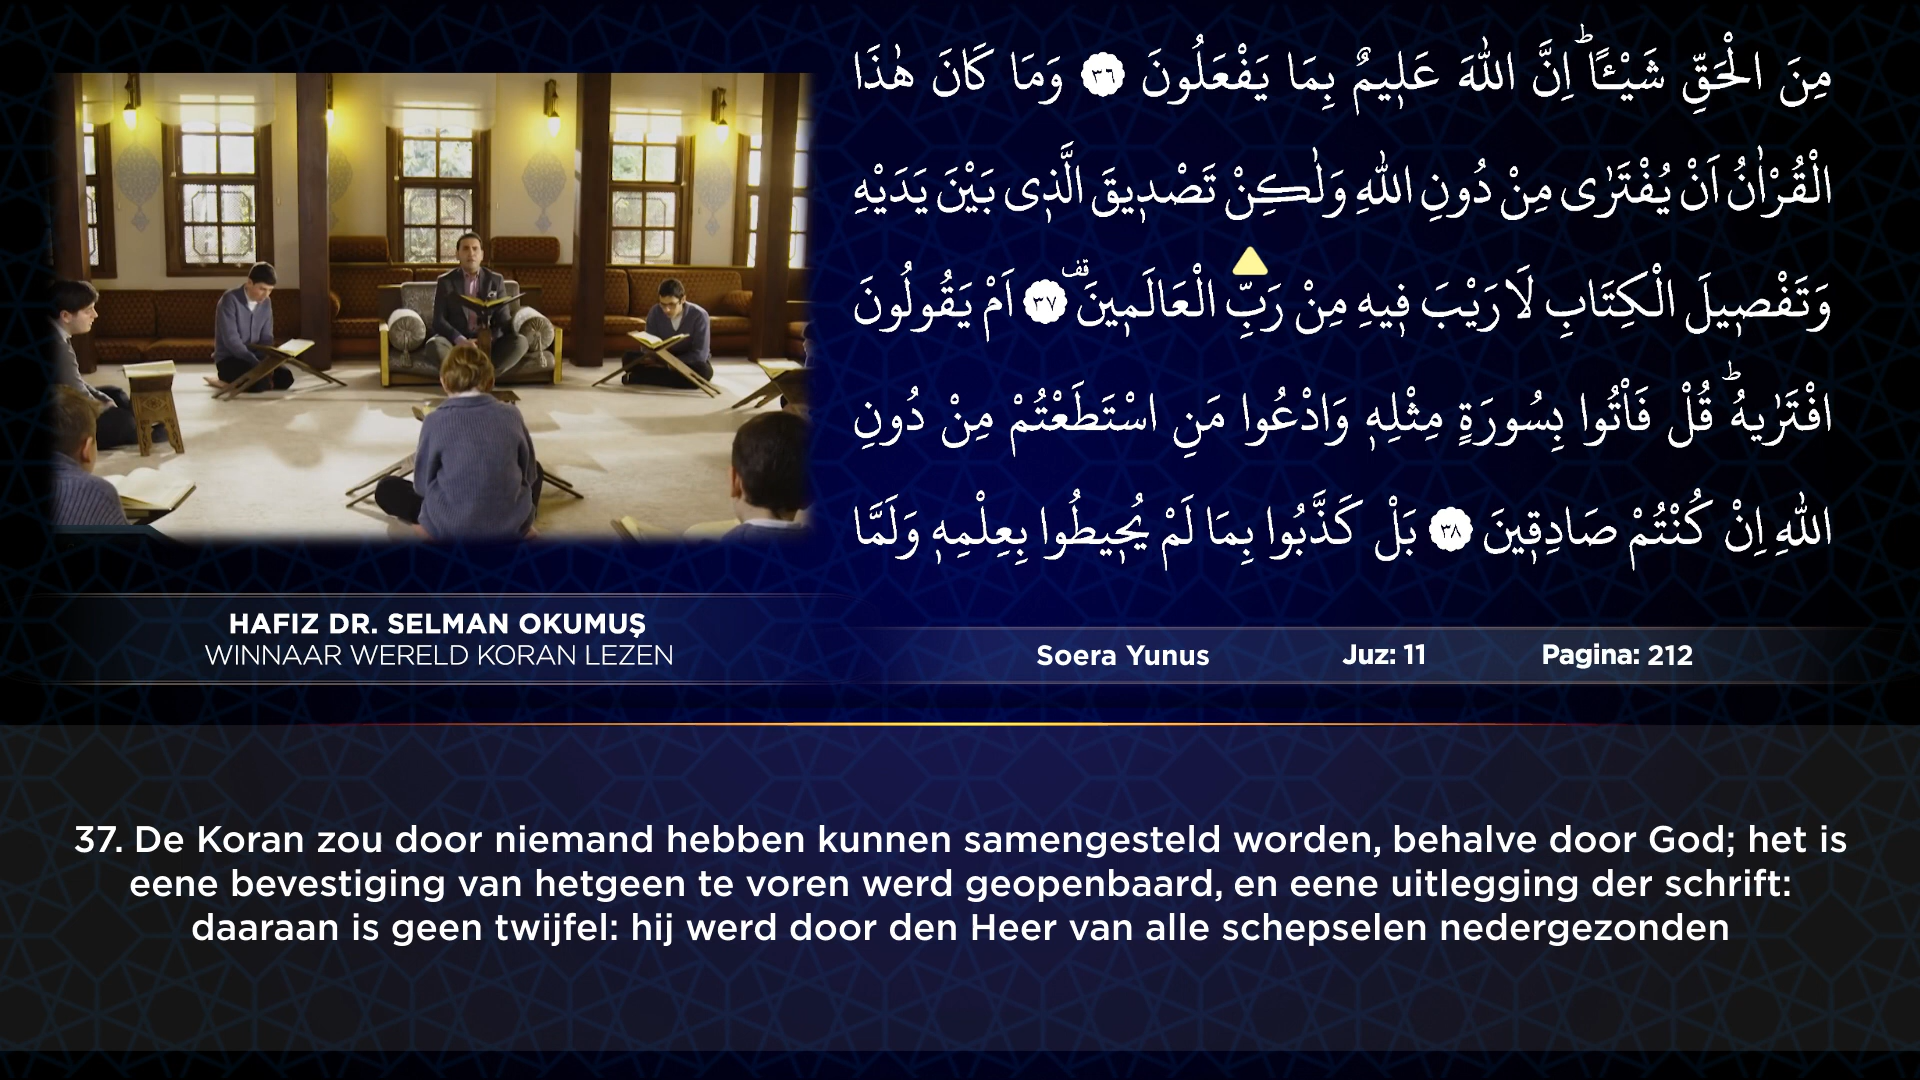 مِنَ الْحَقِّ شَيْـًٔاۜ اِنَّ اللّٰهَ عَلٖيمٌ بِمَا يَفْعَلُونَ ﴿٣٦﴾ وَمَا كَانَ هٰذَا
الْقُرْاٰنُ اَنْ يُفْتَرٰى مِنْ دُونِ اللّٰهِ وَلٰكِنْ تَصْدٖيقَ الَّذٖى بَيْنَ يَدَيْهِ
وَتَفْصٖيلَ الْكِتَابِ لَا رَيْبَ فٖيهِ مِنْ رَبِّ الْعَالَمٖينَ قف ﴿٣٧﴾ اَمْ يَقُولُونَ
افْتَرٰيهُ ط قُلْ فَأْتُوا بِسُورَةٍ مِثْلِهٖ وَادْعُوا مَنِ اسْتَطَعْتُمْ مِنْ دُونِ
اللّٰهِ اِنْ كُنْتُمْ صَادِقٖينَ ﴿٣٨﴾ بَلْ كَذَّبُوا بِمَا لَمْ يُحٖيطُوا بِعِلْمِهٖ وَلَمَّا
HAFIZ DR. SELMAN OKUMUŞ
WINNAAR WERELD KORAN LEZEN
Soera Yunus Juz: 11 Pagina: 212
37. De Koran zou door niemand hebben kunnen samengesteld worden, behalve door God; het is
eene bevestiging van hetgeen te voren werd geopenbaard, en eene uitlegging der schrift:
daaraan is geen twijfel: hij werd door den Heer van alle schepselen nedergezonden